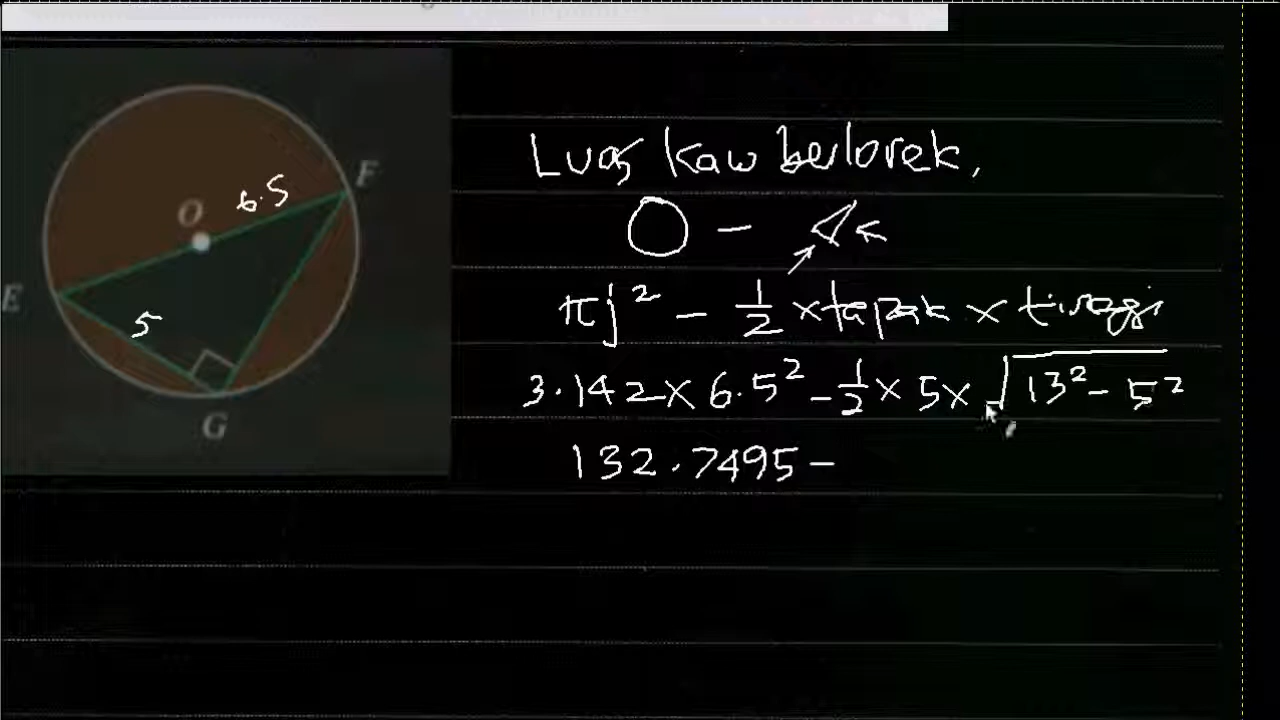 F
6.5
O
E
5
G
Luas Kaw berlorek,
O - △
πj² - 1/2 × tapak × tinggi
3.142 × 6.5² - 1/2 × 5 × √(13² - 5²)
132.7495 -